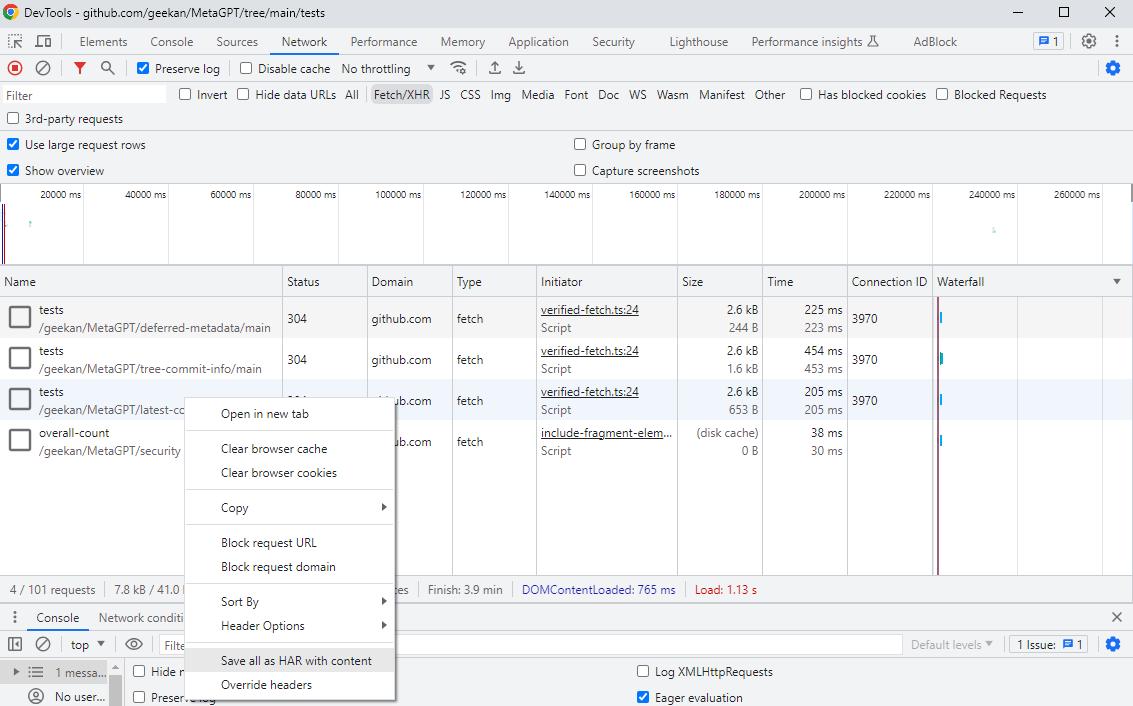 DevTools - github.com/geekan/MetaGPT/tree/main/tests
Elements Console Sources Network Performance Memory Application Security Lighthouse Performance insights AdBlock 1
Preserve log Disable cache No throttling
Filter Invert Hide data URLs All Fetch/XHR JS CSS Img Media Font Doc WS Wasm Manifest Other Has blocked cookies Blocked Requests
3rd-party requests
Use large request rows Group by frame
Show overview Capture screenshots
20000 ms 40000 ms 60000 ms 80000 ms 100000 ms 120000 ms 140000 ms 160000 ms 180000 ms 200000 ms 220000 ms 240000 ms 260000 ms
Name Status Domain Type Initiator Size Time Connection ID Waterfall
tests verified-fetch.ts:24 2.6 kB 225 ms
304 github.com fetch 3970
/geekan/MetaGPT/deferred-metadata/main Script 244 B 223 ms
tests verified-fetch.ts:24 2.6 kB 454 ms
304 github.com fetch 3970
/geekan/MetaGPT/tree-commit-info/main Script 1.6 kB 453 ms
tests verified-fetch.ts:24 2.6 kB 205 ms
ub.com fetch 3970
/geekan/MetaGPT/latest-co Script 653 B 205 ms
overall-count include-fragment-elem... (disk cache) 38 ms
ub.com fetch
/geekan/MetaGPT/security Script 0 B 30 ms
Open in new tab
Clear browser cache
Clear browser cookies
Copy
Block request URL
Block request domain
Sort By
Header Options
Save all as HAR with content
Override headers
4 / 101 requests 7.8 kB / 41.0 ces Finish: 3.9 min DOMContentLoaded: 765 ms Load: 1.13 s
Console Network conditi
top Filte Default levels 1 Issue: 1
1 messa... Hide n Log XMLHttpRequests
No user... Preserve log Eager evaluation